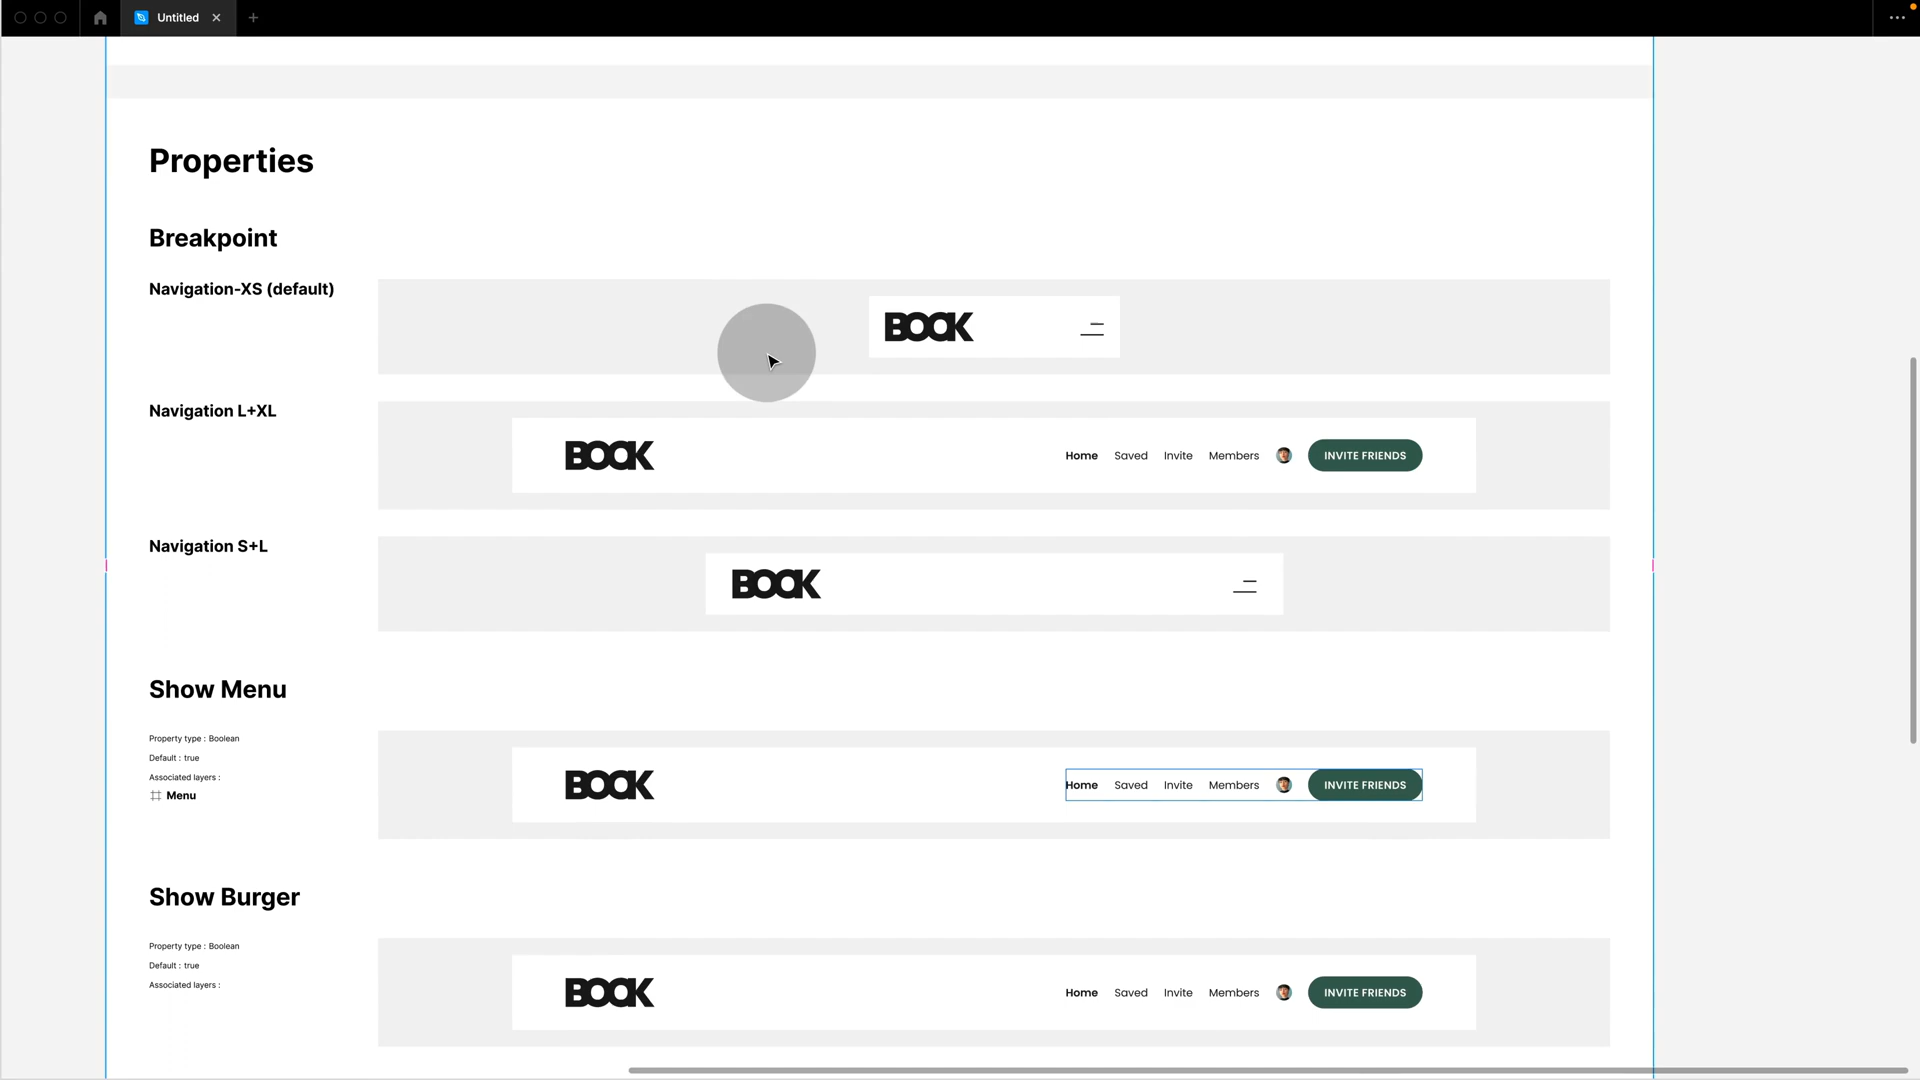 Untitled
Properties
Breakpoint
Navigation-XS (default)
BOOK
Navigation L+XL
BOOK Home Saved Invite Members INVITE FRIENDS
Navigation S+L
BOOK
Show Menu
Property type : Boolean
Default : true
Associated layers :
Menu
BOOK Home Saved Invite Members INVITE FRIENDS
Show Burger
Property type : Boolean
Default : true
Associated layers :
BOOK Home Saved Invite Members INVITE FRIENDS